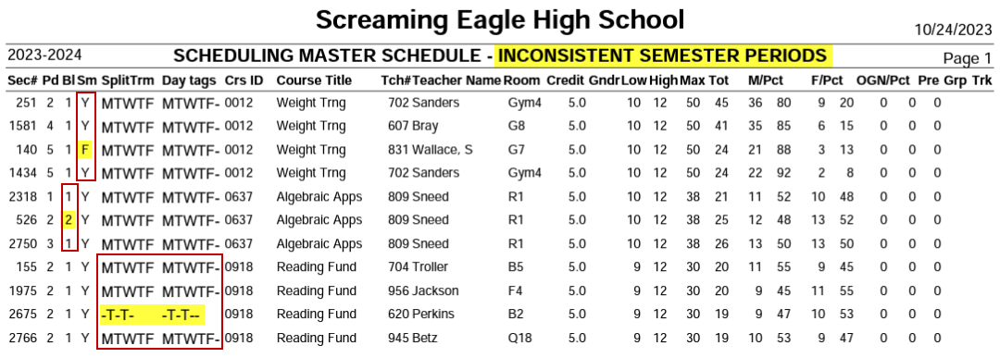 Screaming Eagle High School
10/24/2023
2023-2024 SCHEDULING MASTER SCHEDULE - INCONSISTENT SEMESTER PERIODS Page 1
Sec# Pd Bl Sm SplitTrm Day tags Crs ID Course Title Tch# Teacher Name Room Credit Gndr Low High Max Tot M/Pct F/Pct OGN/Pct Pre Grp Trk
251 2 1 Y MTWTF MTWTF- 0012 Weight Trng 702 Sanders Gym4 5.0 10 12 50 45 36 80 9 20 0 0 0
1581 4 1 Y MTWTF MTWTF- 0012 Weight Trng 607 Bray G8 5.0 10 12 50 41 35 85 6 15 0 0 0
140 5 1 F MTWTF MTWTF- 0012 Weight Trng 831 Wallace, S G7 5.0 10 12 50 24 21 88 3 13 0 0 0
1434 5 1 Y MTWTF MTWTF- 0012 Weight Trng 702 Sanders Gym4 5.0 10 12 50 24 22 92 2 8 0 0 0
2318 1 1 Y MTWTF MTWTF- 0637 Algebraic Apps 809 Sneed R1 5.0 10 12 38 21 11 52 10 48 0 0 0
526 2 2 Y MTWTF MTWTF- 0637 Algebraic Apps 809 Sneed R1 5.0 10 12 38 25 12 48 13 52 0 0 0
2750 3 1 Y MTWTF MTWTF- 0637 Algebraic Apps 809 Sneed R1 5.0 10 12 38 26 13 50 13 50 0 0 0
155 2 1 Y MTWTF MTWTF- 0918 Reading Fund 704 Troller B5 5.0 9 12 30 20 11 55 9 45 0 0 0
1975 2 1 Y MTWTF MTWTF- 0918 Reading Fund 956 Jackson F4 5.0 9 12 30 20 9 45 11 55 0 0 0
2675 2 1 Y -T-T- -T-T-- 0918 Reading Fund 620 Perkins B2 5.0 9 12 30 19 9 47 10 53 0 0 0
2766 2 1 Y MTWTF MTWTF- 0918 Reading Fund 945 Betz Q18 5.0 9 12 30 19 10 53 9 47 0 0 0